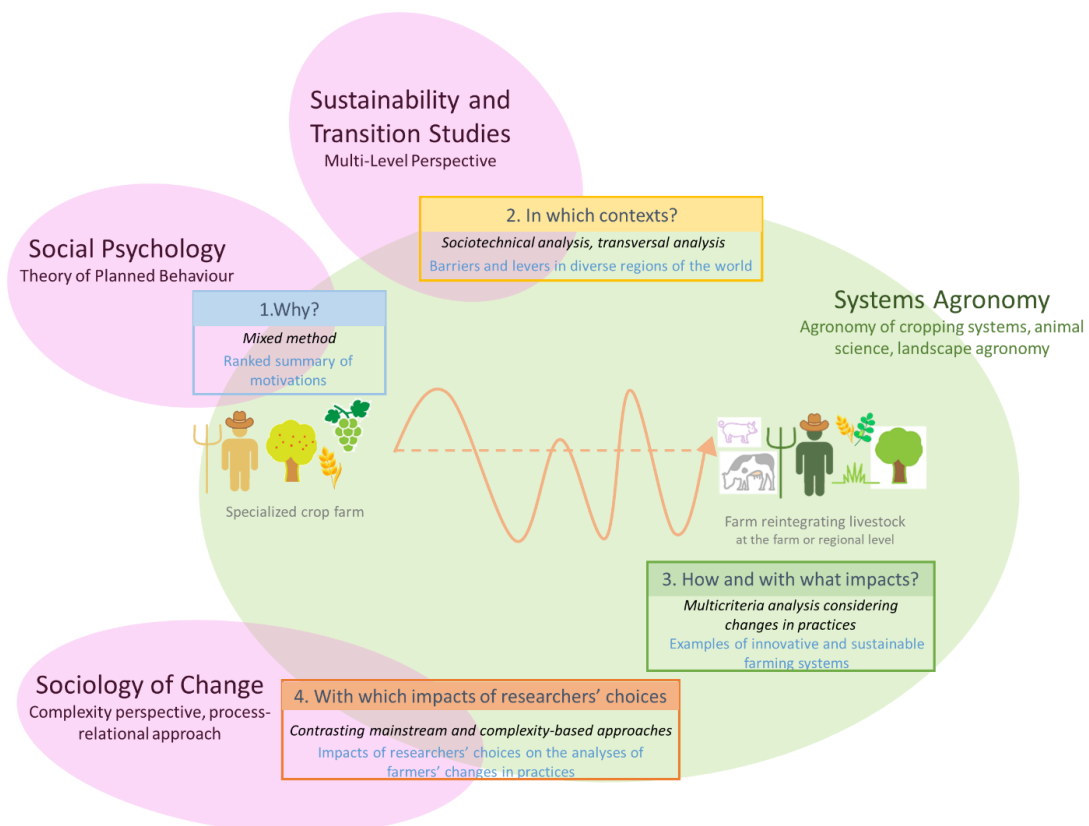 Sustainability and
Transition Studies
Multi-Level Perspective
Social Psychology
Theory of Planned Behaviour
2. In which contexts?
Sociotechnical analysis, transversal analysis
Barriers and levers in diverse regions of the world
1.Why?
Mixed method
Ranked summary of
motivations
Systems Agronomy
Agronomy of cropping systems, animal
science, landscape agronomy
Specialized crop farm
Farm reintegrating livestock
at the farm or regional level
3. How and with what impacts?
Multicriteria analysis considering
changes in practices
Examples of innovative and sustainable
farming systems
Sociology of Change
Complexity perspective, process-
relational approach
4. With which impacts of researchers’ choices
Contrasting mainstream and complexity-based approaches
Impacts of researchers’ choices on the analyses of
farmers’ changes in practices